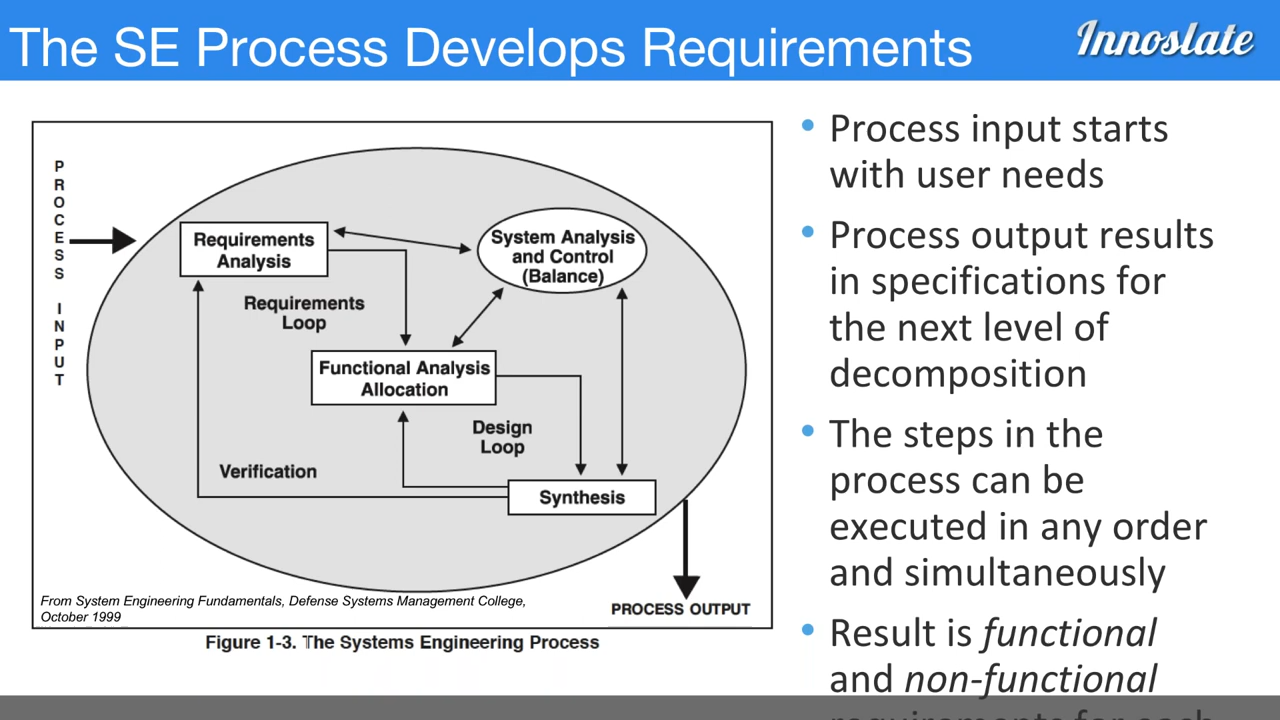 The SE Process Develops Requirements
Innoslate
PROCESS INPUT
Requirements
Analysis
System Analysis
and Control
(Balance)
Requirements
Loop
Functional Analysis
Allocation
Design
Loop
Verification
Synthesis
From System Engineering Fundamentals, Defense Systems Management College,
October 1999
PROCESS OUTPUT
Figure 1-3. The Systems Engineering Process
• Process input starts
with user needs
• Process output results
in specifications for
the next level of
decomposition
• The steps in the
process can be
executed in any order
and simultaneously
• Result is functional
and non-functional